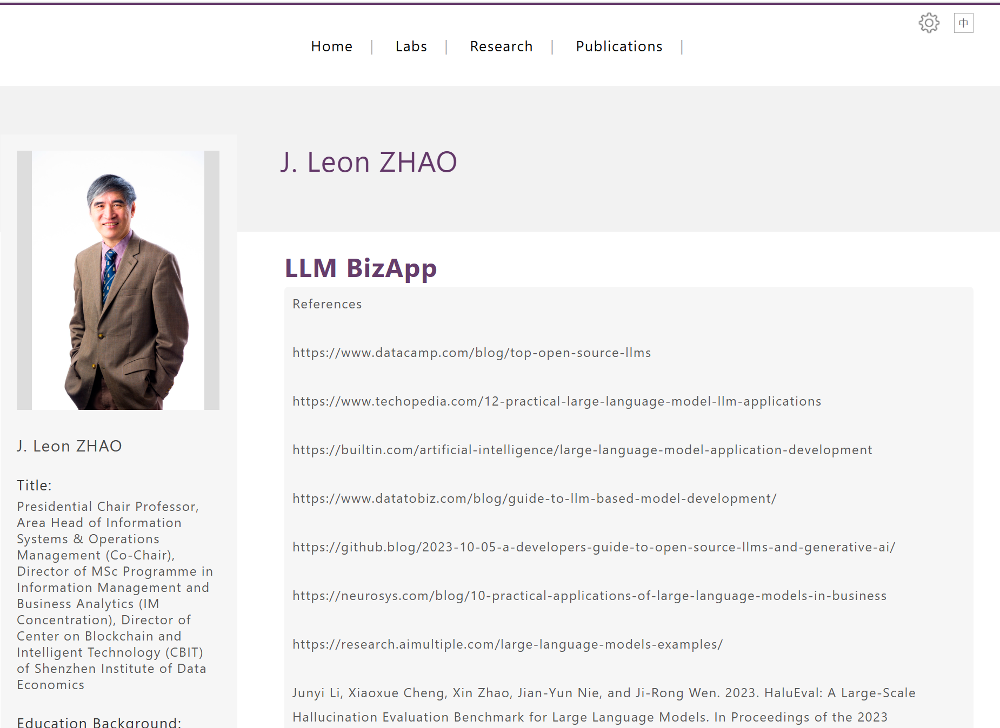 中
Home | Labs | Research | Publications |
J. Leon ZHAO
J. Leon ZHAO
Title:
Presidential Chair Professor,
Area Head of Information
Systems & Operations
Management (Co-Chair),
Director of MSc Programme in
Information Management and
Business Analytics (IM
Concentration), Director of
Center on Blockchain and
Intelligent Technology (CBIT)
of Shenzhen Institute of Data
Economics
Education Background:
LLM BizApp
References
https://www.datacamp.com/blog/top-open-source-llms
https://www.techopedia.com/12-practical-large-language-model-llm-applications
https://builtin.com/artificial-intelligence/large-language-model-application-development
https://www.datatobiz.com/blog/guide-to-llm-based-model-development/
https://github.blog/2023-10-05-a-developers-guide-to-open-source-llms-and-generative-ai/
https://neurosys.com/blog/10-practical-applications-of-large-language-models-in-business
https://research.aimultiple.com/large-language-models-examples/
Junyi Li, Xiaoxue Cheng, Xin Zhao, Jian-Yun Nie, and Ji-Rong Wen. 2023. HaluEval: A Large-Scale
Hallucination Evaluation Benchmark for Large Language Models. In Proceedings of the 2023